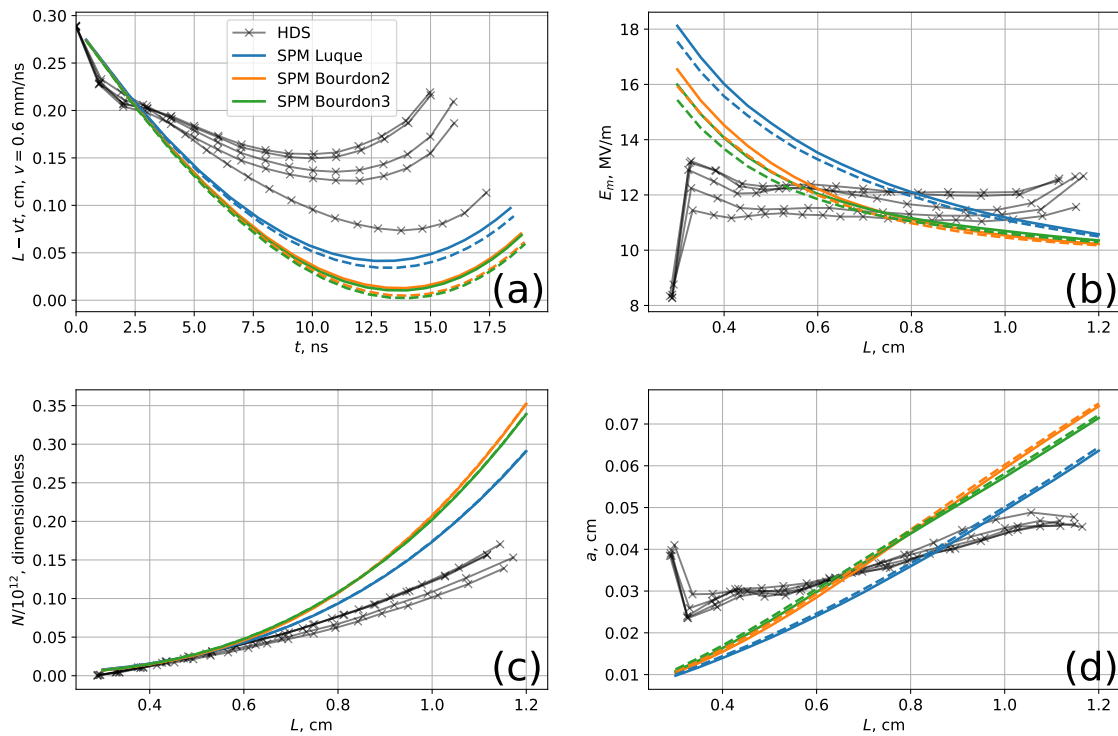 0.30
0.25
0.20
0.15
0.10
0.05
0.00
L − vt, cm, v = 0.6 mm/ns
HDS
SPM Luque
SPM Bourdon2
SPM Bourdon3
(a)
0.0 2.5 5.0 7.5 10.0 12.5 15.0 17.5
t, ns
18
16
14
12
10
8
E_m, MV/m
(b)
0.4 0.6 0.8 1.0 1.2
L, cm
0.35
0.30
0.25
0.20
0.15
0.10
0.05
0.00
N/10¹², dimensionless
(c)
0.4 0.6 0.8 1.0 1.2
L, cm
0.07
0.06
0.05
0.04
0.03
0.02
0.01
a, cm
(d)
0.4 0.6 0.8 1.0 1.2
L, cm